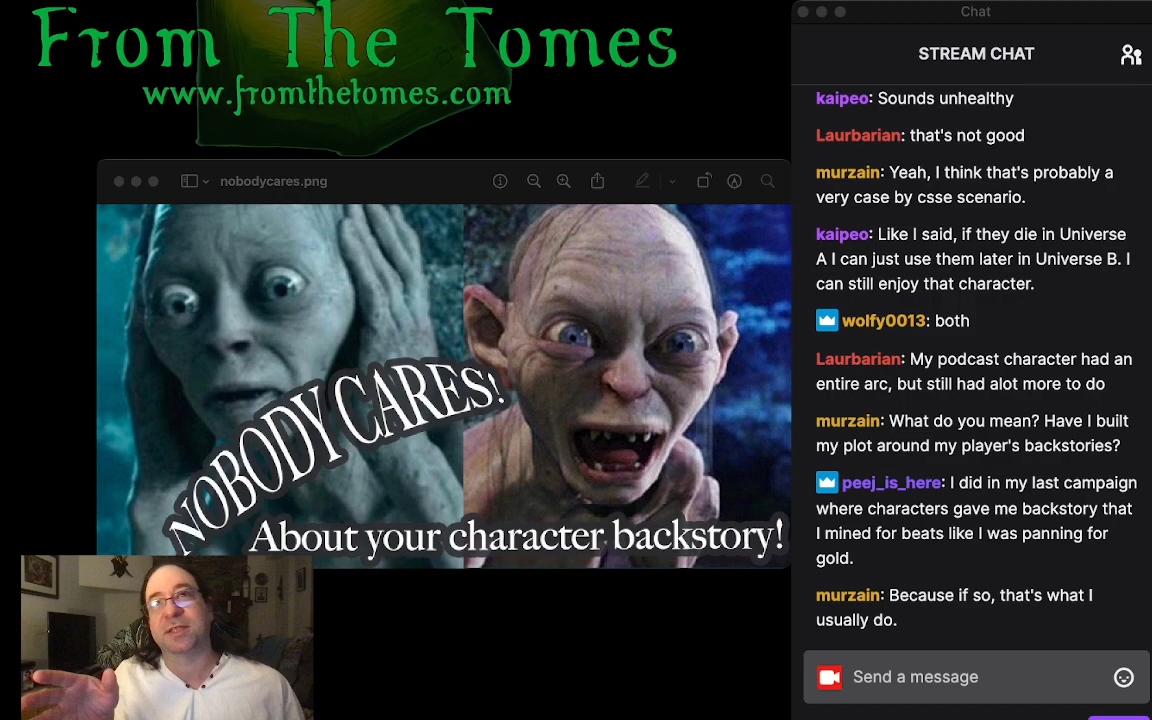 From The Tomes
www.fromthetomes.com
nobodycares.png
NOBODY CARES!
About your character backstory!
Chat
STREAM CHAT
kaipeo: Sounds unhealthy
Laurbarian: that's not good
murzain: Yeah, I think that's probably a
very case by csse scenario.
kaipeo: Like I said, if they die in Universe
A I can just use them later in Universe B. I
can still enjoy that character.
wolfy0013: both
Laurbarian: My podcast character had an
entire arc, but still had alot more to do
murzain: What do you mean? Have I built
my plot around my player's backstories?
peej_is_here: I did in my last campaign
where characters gave me backstory that
I mined for beats like I was panning for
gold.
murzain: Because if so, that's what I
usually do.
Send a message